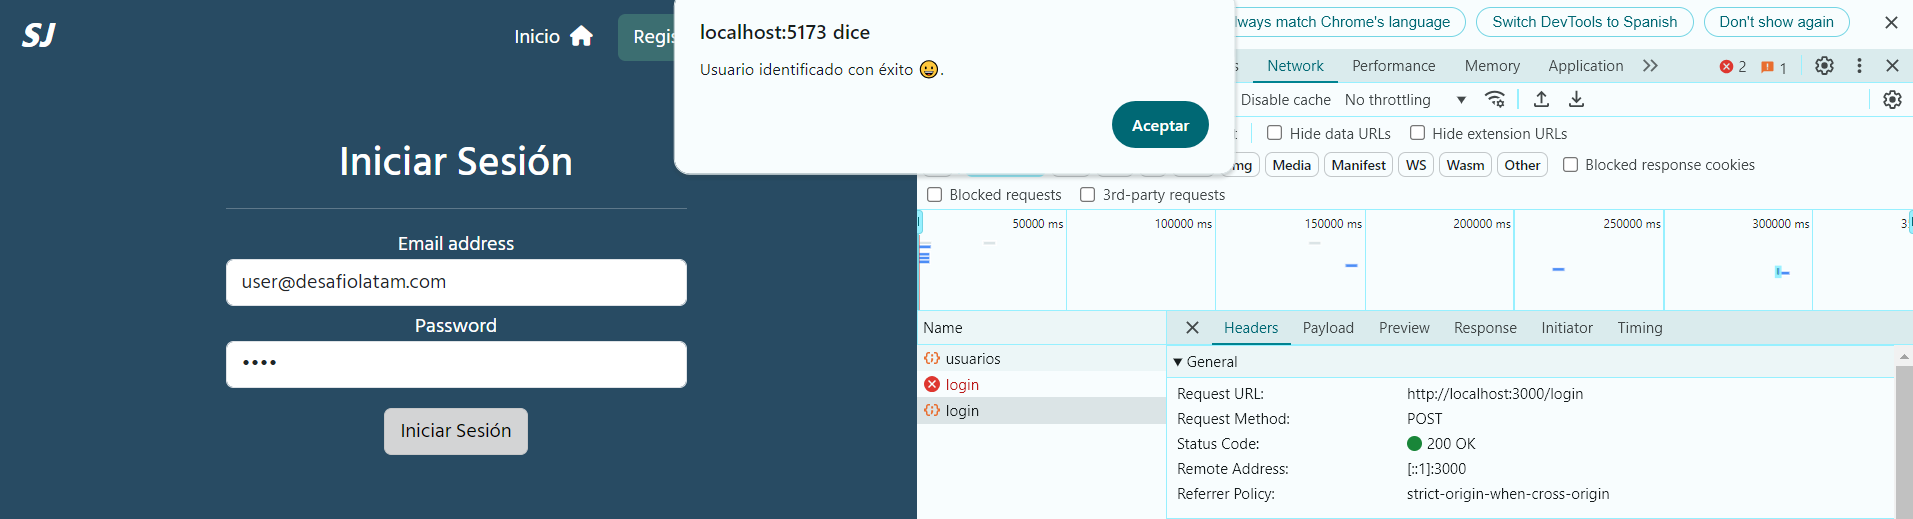 SJ
Inicio
Regis
Iniciar Sesión
Email address
user@desafiolatam.com
Password
Iniciar Sesión
localhost:5173 dice
Usuario identificado con éxito 😀.
Aceptar
lways match Chrome's language
Switch DevTools to Spanish
Don't show again
Network Performance Memory Application 2 1
Disable cache No throttling
Hide data URLs Hide extension URLs
mg Media Manifest WS Wasm Other Blocked response cookies
Blocked requests 3rd-party requests
50000 ms 100000 ms 150000 ms 200000 ms 250000 ms 300000 ms
Name
usuarios
login
login
Headers Payload Preview Response Initiator Timing
General
Request URL: http://localhost:3000/login
Request Method: POST
Status Code: 200 OK
Remote Address: [::1]:3000
Referrer Policy: strict-origin-when-cross-origin